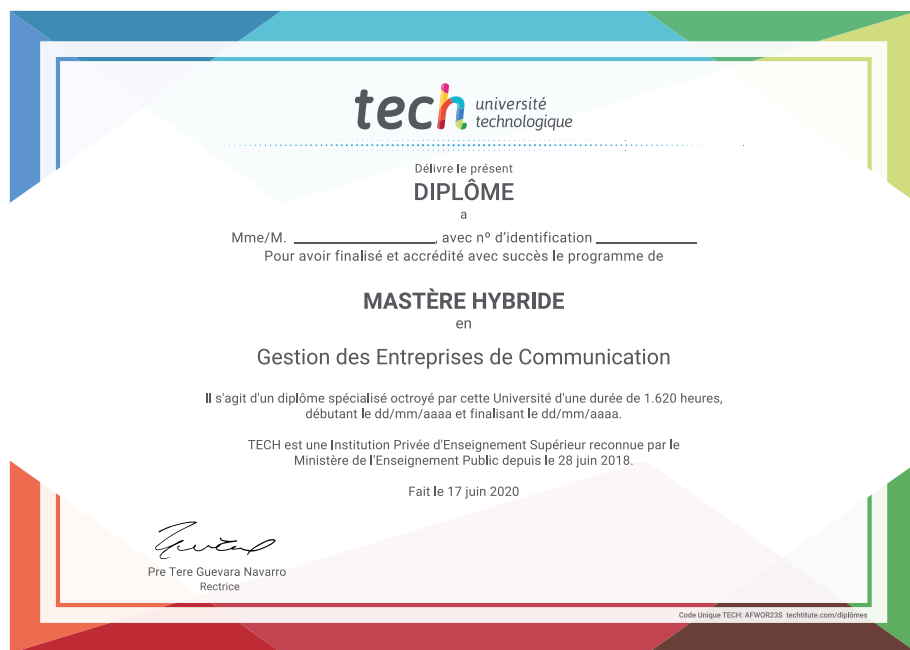 tech université
technologique
Délivre le présent
DIPLÔME
a
Mme/M. ____________, avec nº d'identification ____________
Pour avoir finalisé et accrédité avec succès le programme de
MASTÈRE HYBRIDE
en
Gestion des Entreprises de Communication
Il s'agit d'un diplôme spécialisé octroyé par cette Université d'une durée de 1.620 heures,
débutant le dd/mm/aaaa et finalisant le dd/mm/aaaa.
TECH est une Institution Privée d'Enseignement Supérieur reconnue par le
Ministère de l'Enseignement Public depuis le 28 juin 2018.
Fait le 17 juin 2020
Pre Tere Guevara Navarro
Rectrice
Code Unique TECH: AFWOR23S techtitute.com/diplômes